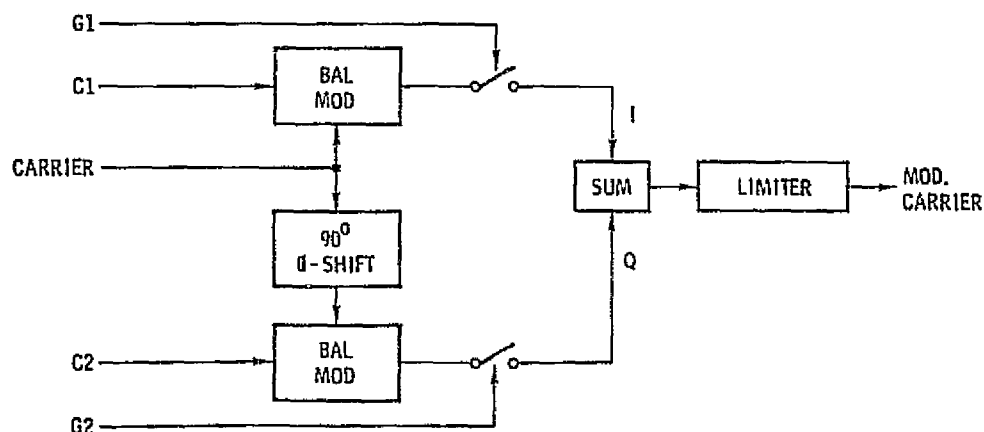 G1
C1
BAL
MOD
I
CARRIER
SUM
LIMITER
MOD.
CARRIER
90°
ɑ-SHIFT
Q
C2
BAL
MOD
G2